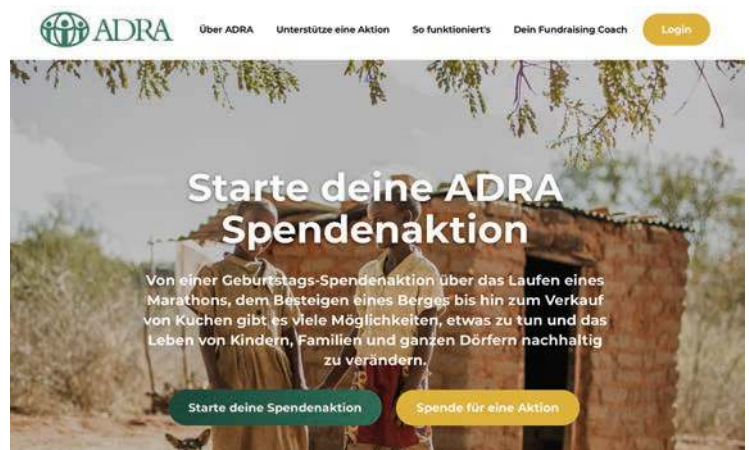 ADRA
Über ADRA
Unterstütze eine Aktion
So funktioniert's
Dein Fundraising Coach
Login
Starte deine ADRA
Spendenaktion
Von einer Geburtstags-Spendenaktion über das Laufen eines
Marathons, dem Besteigen eines Berges bis hin zum Verkauf
von Kuchen gibt es viele Möglichkeiten, etwas zu tun und das
Leben von Kindern, Familien und ganzen Dörfern nachhaltig
zu verändern.
Starte deine Spendenaktion
Spende für eine Aktion